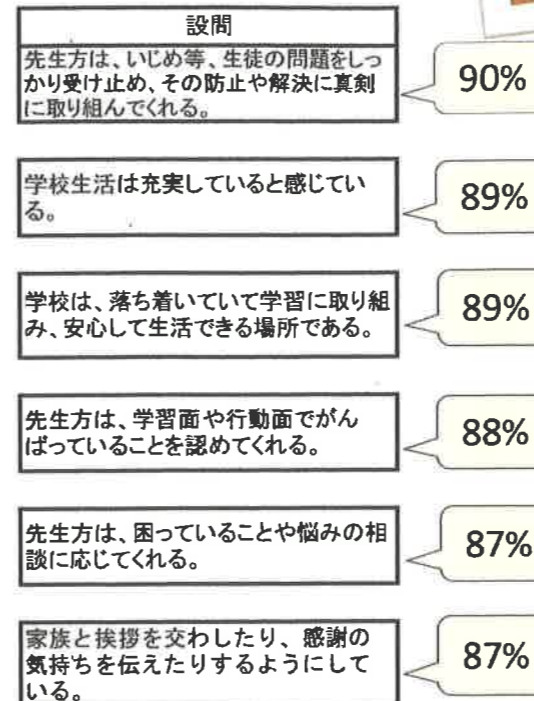 設問
先生方は、いじめ等、生徒の問題をしっ
かり受け止め、その防止や解決に真剣
に取り組んでくれる。
90%
学校生活は充実していると感じてい
る。
89%
学校は、落ち着いていて学習に取り組
み、安心して生活できる場所である。
89%
先生方は、学習面や行動面でがん
ばっていることを認めてくれる。
88%
先生方は、困っていることや悩みの相
談に応じてくれる。
87%
家族と挨拶を交わしたり、感謝の
気持ちを伝えたりするようにして
いる。
87%